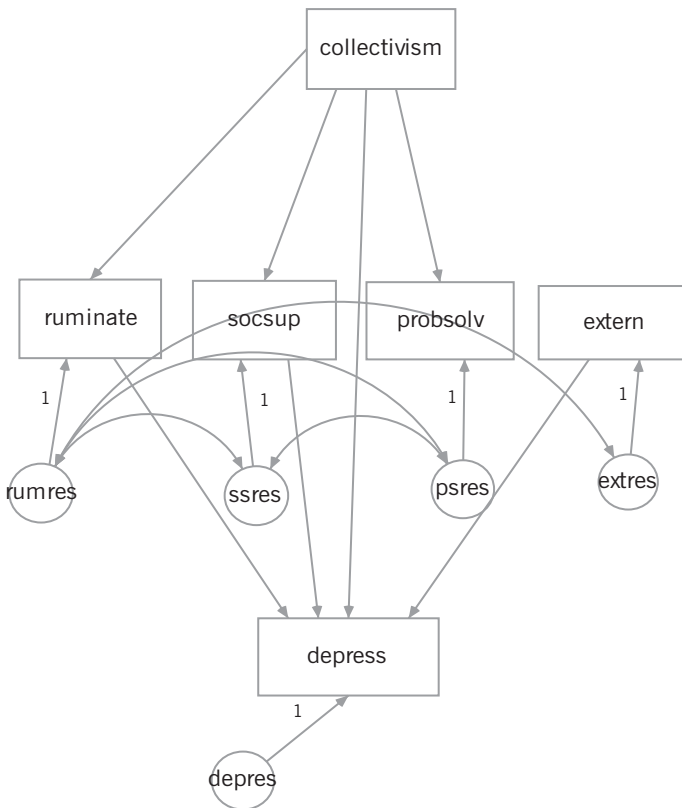 collectivism
ruminate
socsup
probsolv
extern
1
1
1
1
rumres
ssres
psres
extres
depress
1
depres